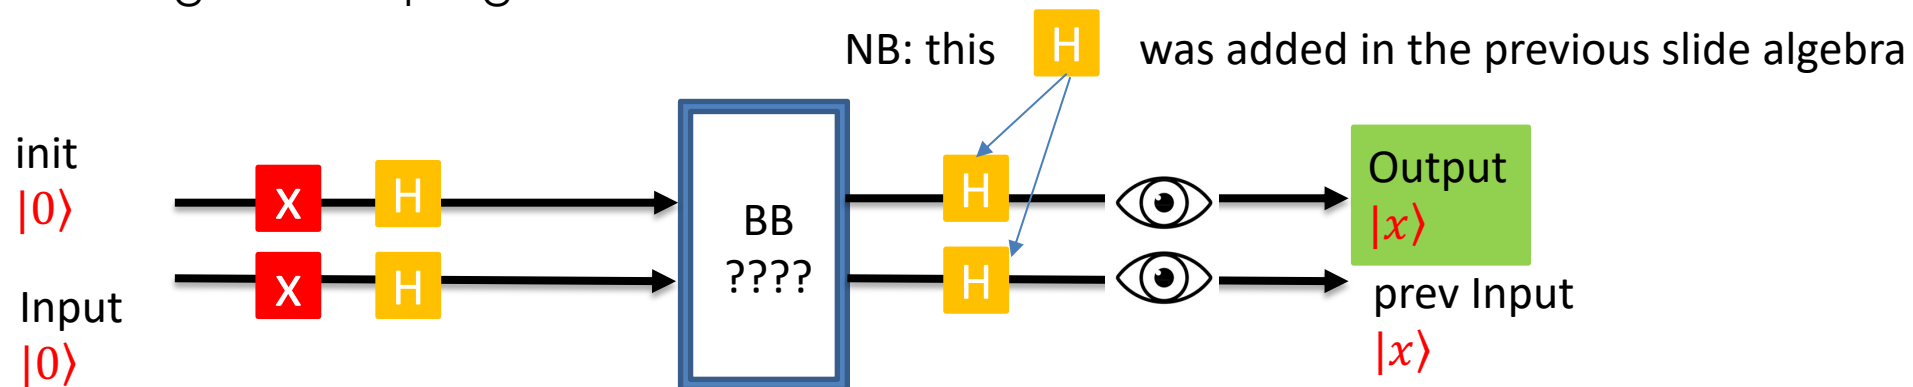 NB: this H was added in the previous slide algebra
init
|0⟩
X H
BB
????
H
Output
|x⟩
Input
|0⟩
X H
H
prev Input
|x⟩